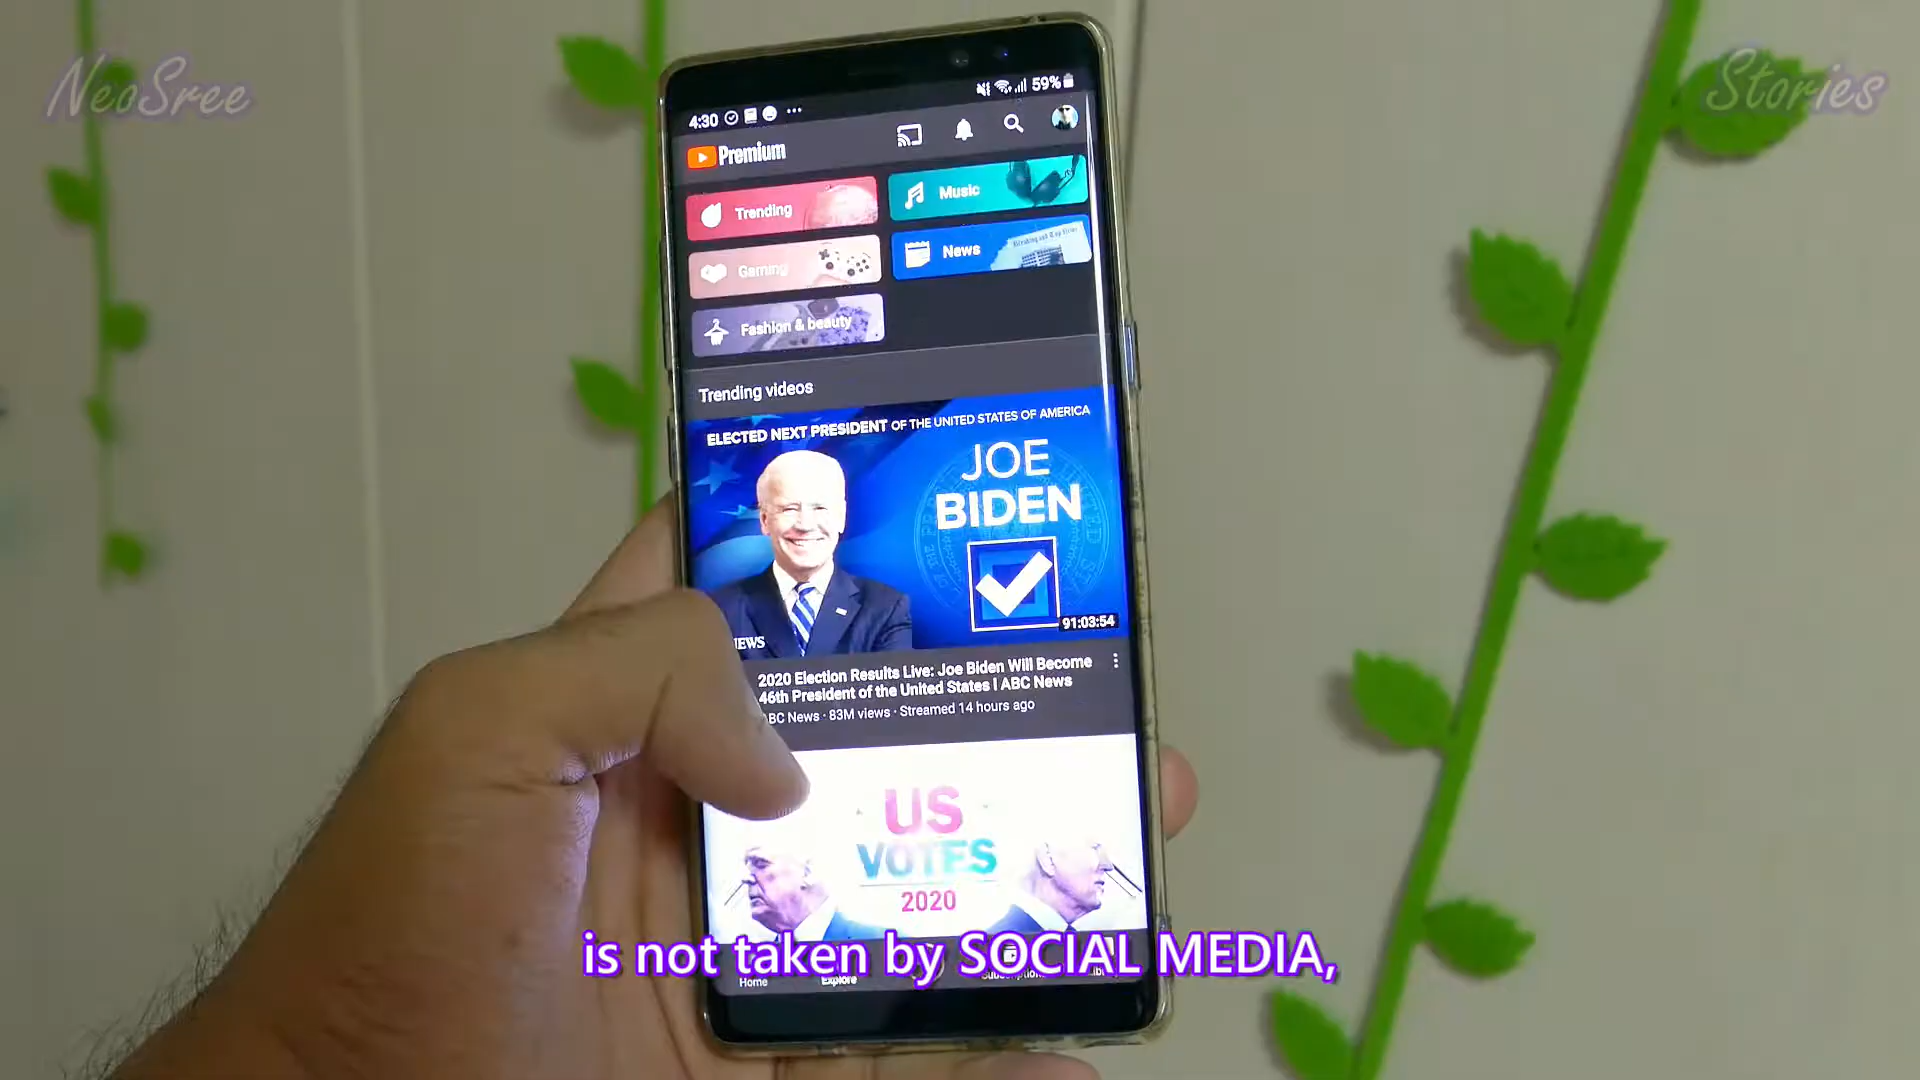 NeoSree
Stories
59%
4:30
Premium
Trending
Music
Gaming
News
Fashion & beauty
Trending videos
ELECTED NEXT PRESIDENT OF THE UNITED STATES OF AMERICA
JOE
BIDEN
91:03:54
EWS
2020 Election Results Live: Joe Biden Will Become
46th President of the United States | ABC News
BC News · 83M views · Streamed 14 hours ago
US
VOTES
2020
is not taken by SOCIAL MEDIA,
Home
Explore